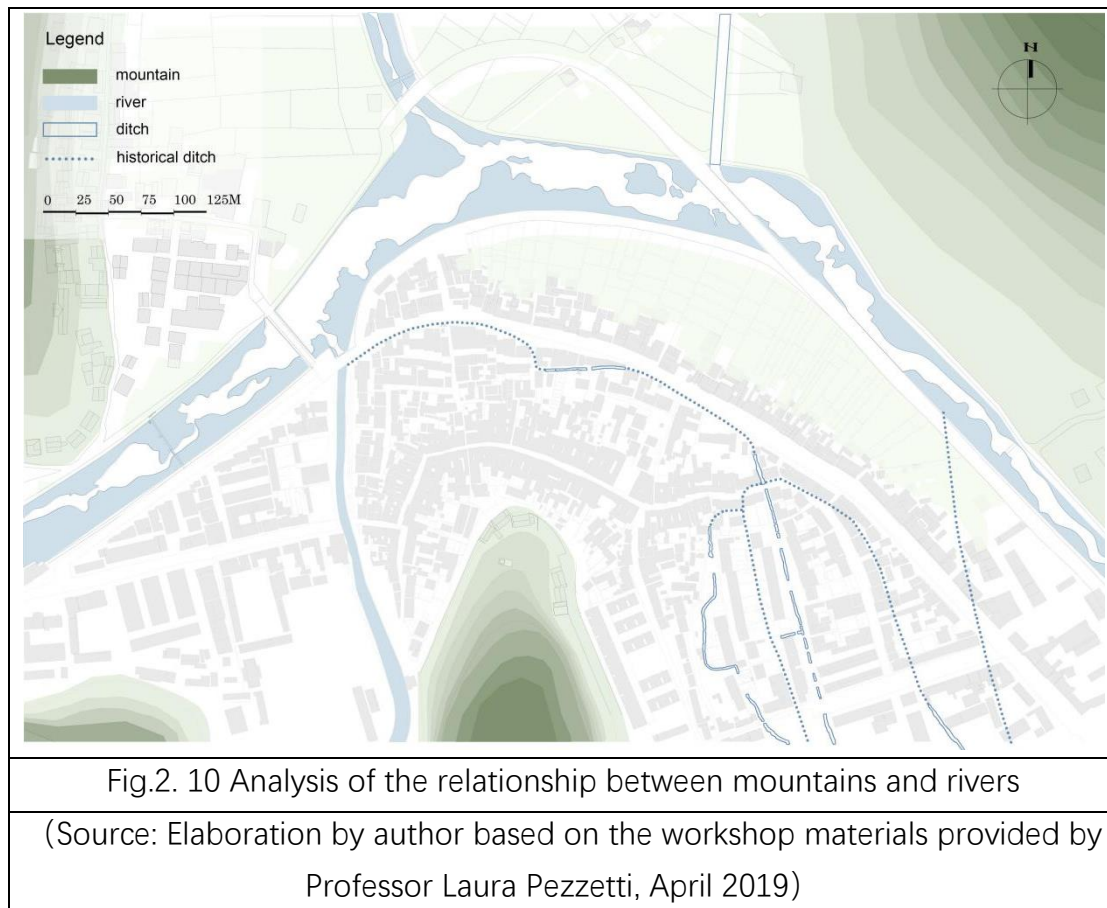 Legend
mountain
river
ditch
historical ditch
0 25 50 75 100 125M
N
Fig.2. 10 Analysis of the relationship between mountains and rivers
(Source: Elaboration by author based on the workshop materials provided by
Professor Laura Pezzetti, April 2019)